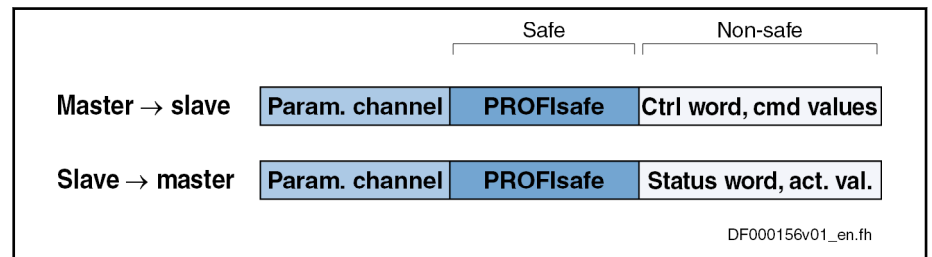 Safe Non-safe
Master → slave Param. channel PROFIsafe Ctrl word, cmd values
Slave → master Param. channel PROFIsafe Status word, act. val.
DF000156v01_en.fh